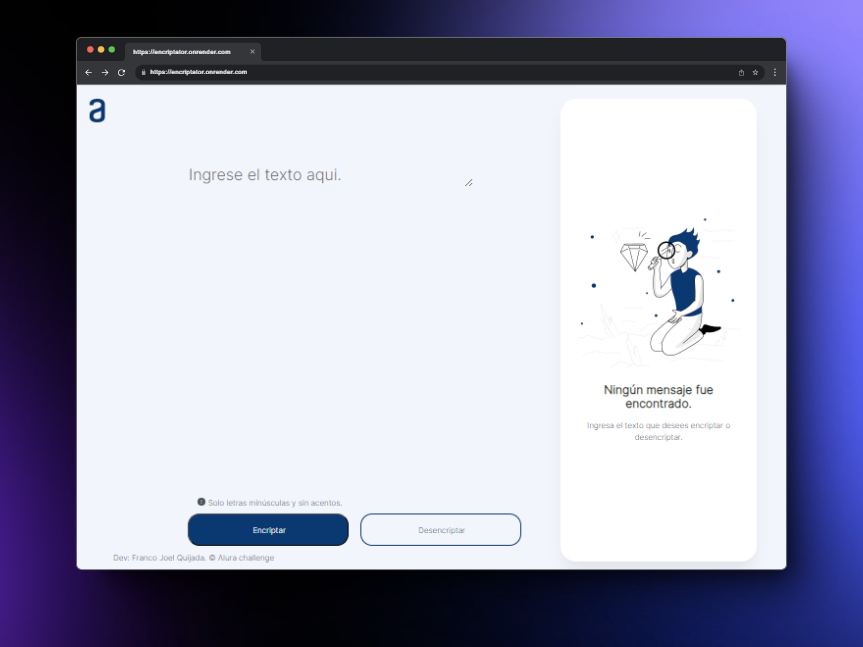 https://encriptator.onrender.com
https://encriptator.onrender.com
a
Ingrese el texto aqui.
Ningún mensaje fue
encontrado.
Ingresa el texto que desees encriptar o
desencriptar.
Solo letras minúsculas y sin acentos.
Encriptar
Desencriptar
Dev: Franco Joel Quijada. © Alura challenge